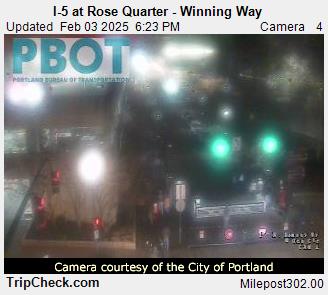 I-5 at Rose Quarter - Winning Way
Updated Feb 03 2025 6:23 PM Camera 4
PBOT
PORTLAND BUREAU OF TRANSPORTATION
Camera courtesy of the City of Portland
TripCheck.com Milepost302.00